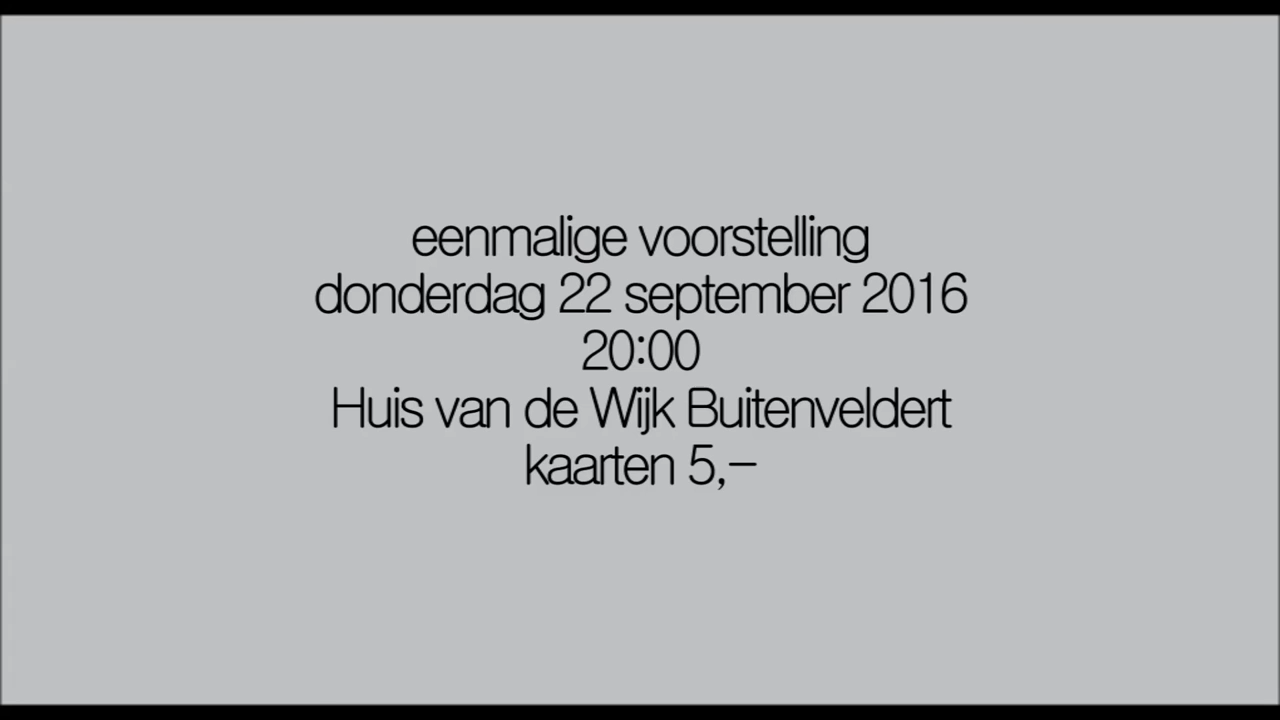 eenmalige voorstelling
donderdag 22 september 2016
20:00
Huis van de Wijk Buitenveldert
kaarten 5,–